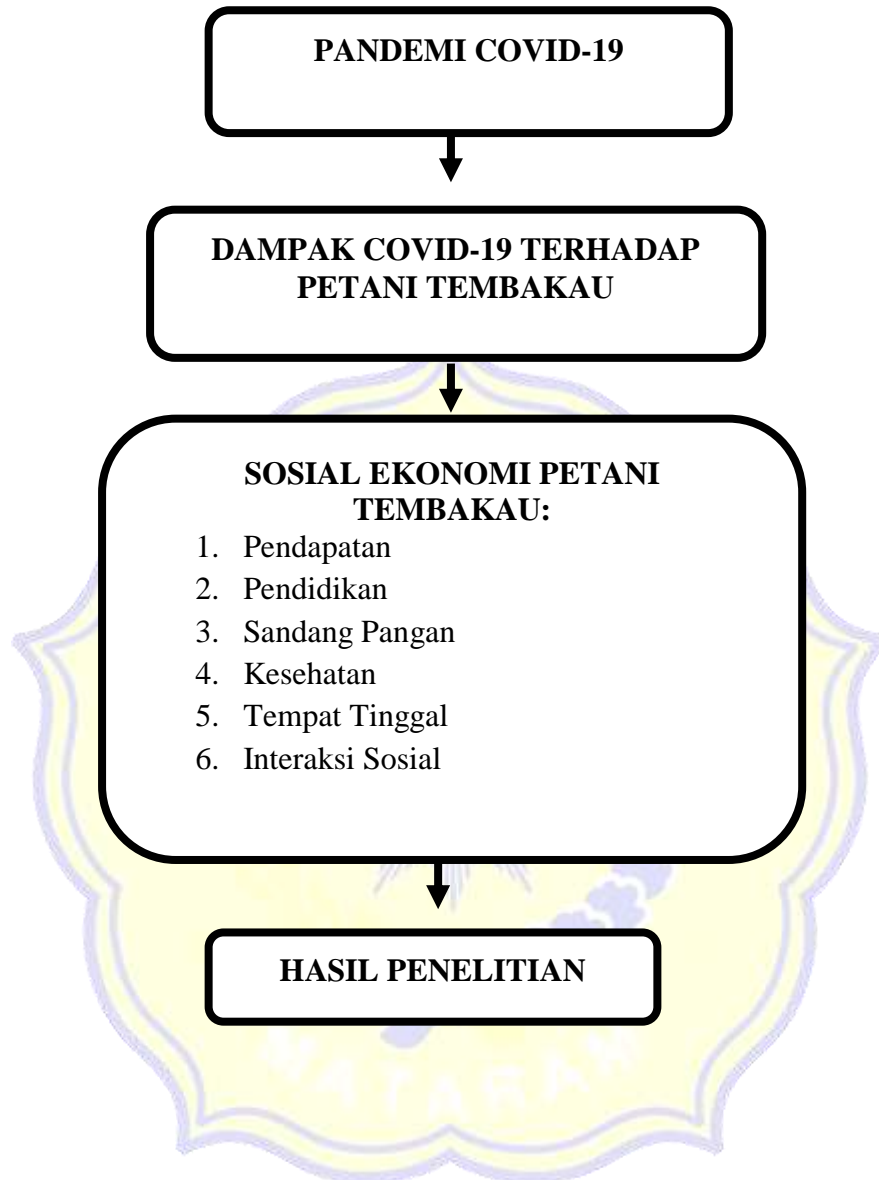 PANDEMI COVID-19
DAMPAK COVID-19 TERHADAP
PETANI TEMBAKAU
SOSIAL EKONOMI PETANI
TEMBAKAU:
1. Pendapatan
2. Pendidikan
3. Sandang Pangan
4. Kesehatan
5. Tempat Tinggal
6. Interaksi Sosial
HASIL PENELITIAN
MATARAM